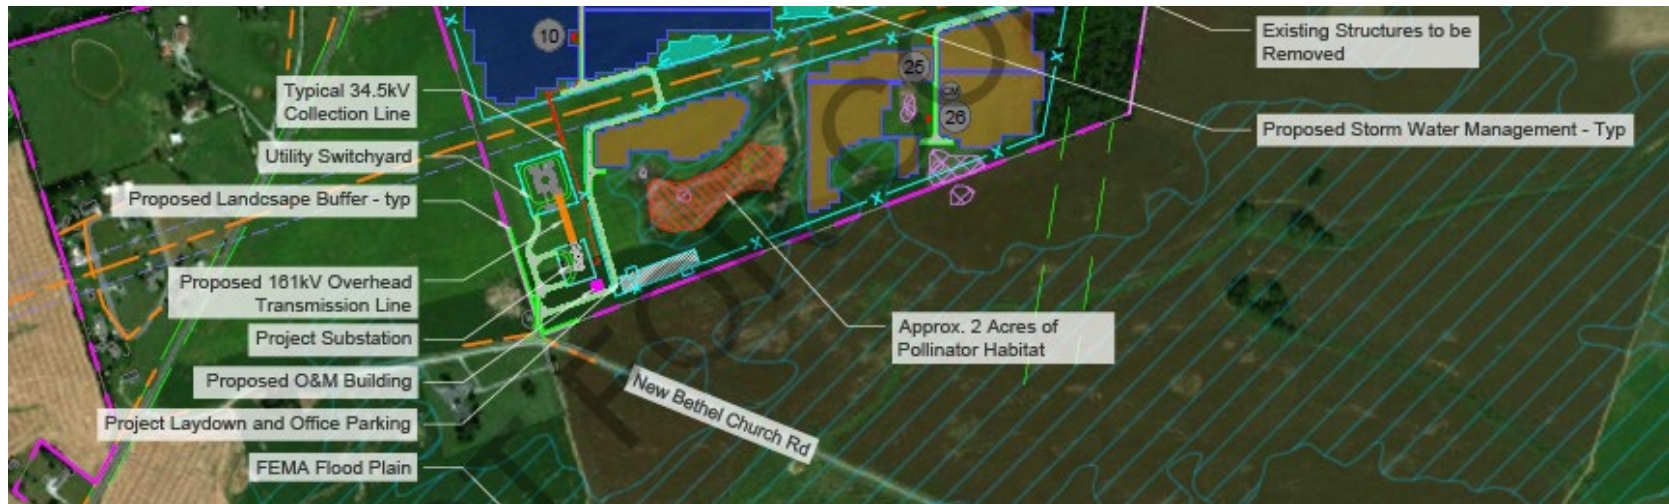 10
25
CM
26
Existing Structures to be
Removed
Typical 34.5kV
Collection Line
Proposed Storm Water Management - Typ
Utility Switchyard
Proposed Landcsape Buffer - typ
Proposed 161kV Overhead
Transmission Line
Project Substation
Approx. 2 Acres of
Pollinator Habitat
Proposed O&M Building
New Bethel Church Rd
Project Laydown and Office Parking
FEMA Flood Plain